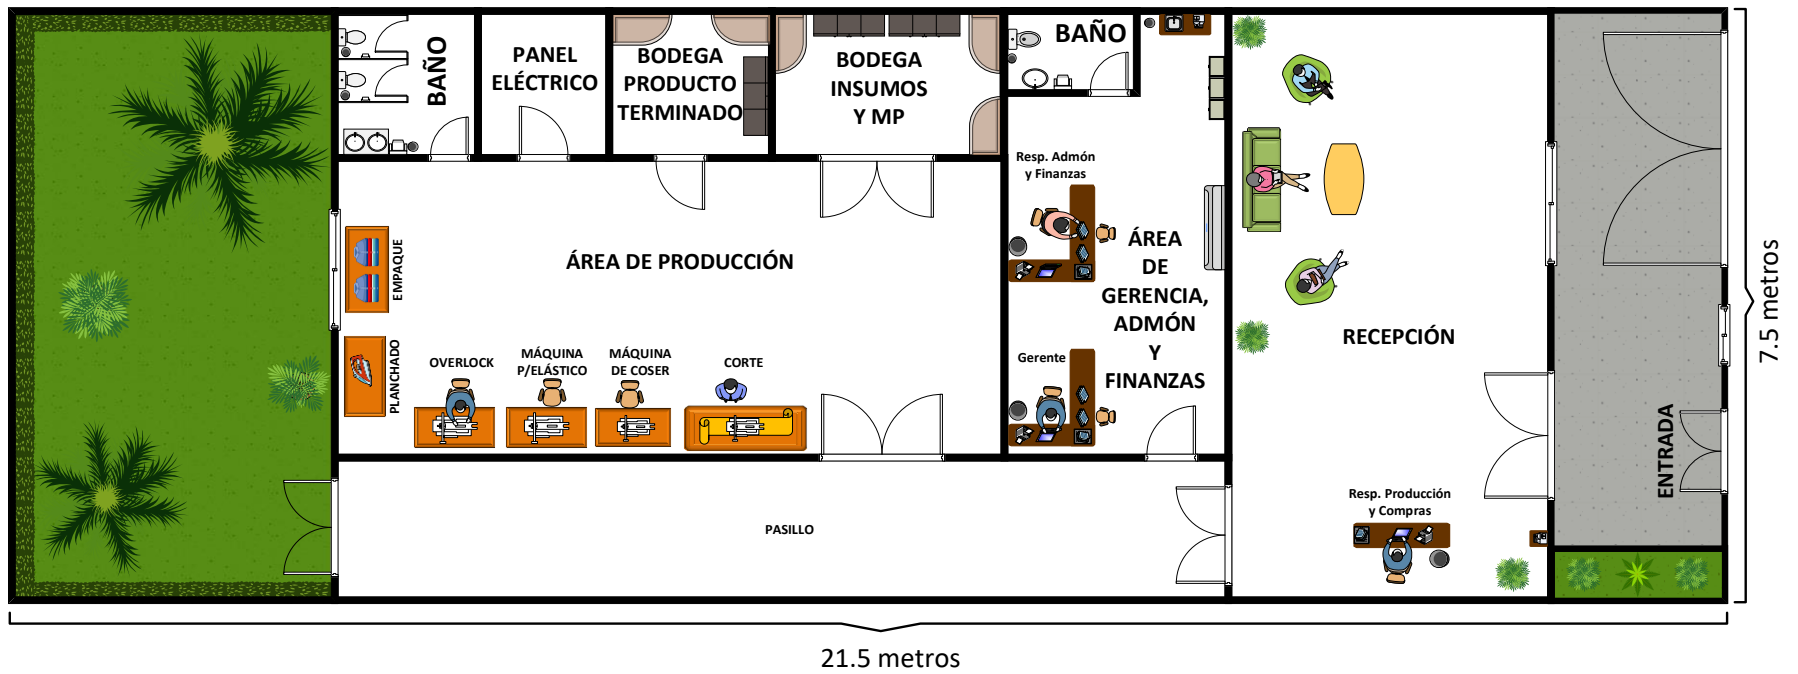 BAÑO
PANEL
ELÉCTRICO
BODEGA
PRODUCTO
TERMINADO
BODEGA
INSUMOS
Y MP
BAÑO
Resp. Admón
y Finanzas
ÁREA
DE
GERENCIA,
ADMÓN
Y
FINANZAS
Gerente
ÁREA DE PRODUCCIÓN
EMPAQUE
PLANCHADO
OVERLOCK
MÁQUINA
P/ELÁSTICO
MÁQUINA
DE COSER
CORTE
RECEPCIÓN
Resp. Producción
y Compras
ENTRADA
PASILLO
7.5 metros
21.5 metros